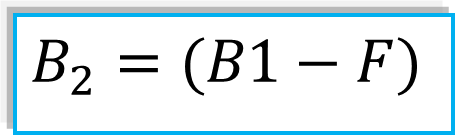 B₂ = (B1 − F)